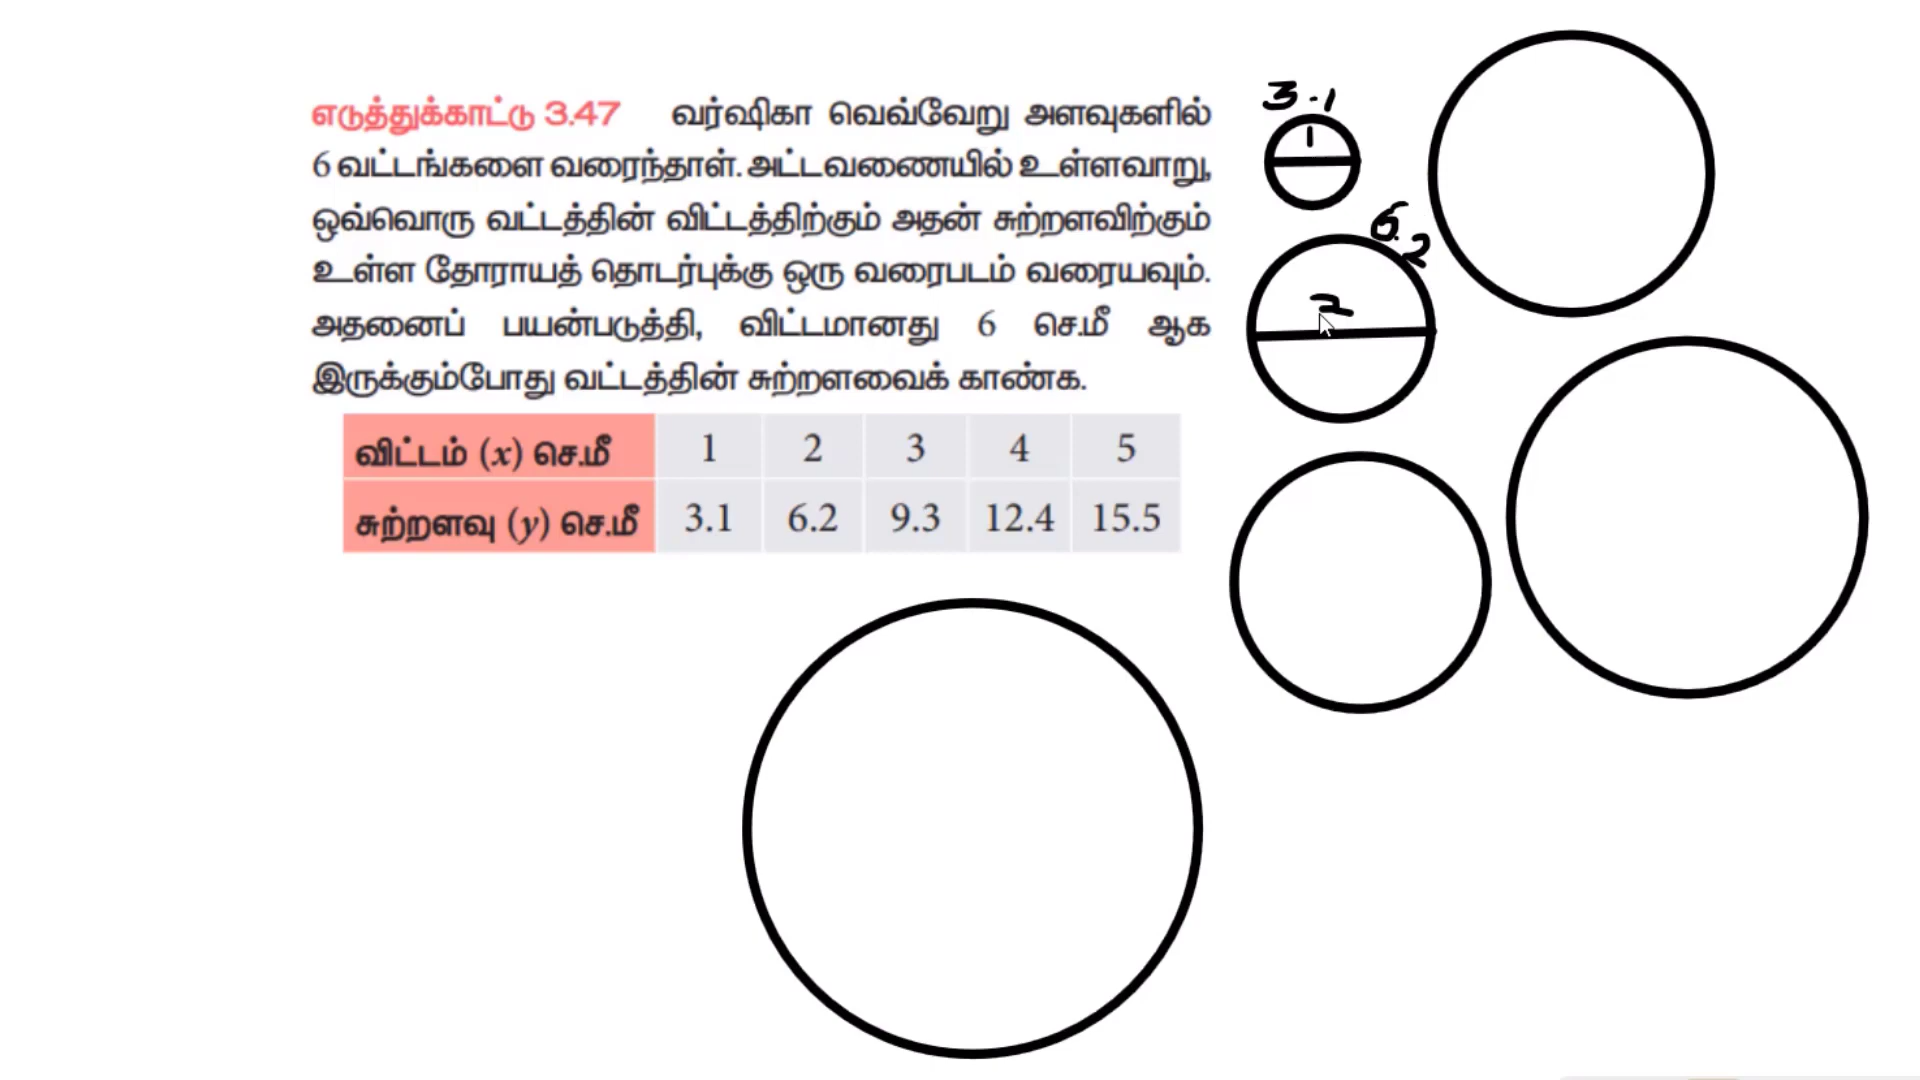 எடுத்துக்காட்டு 3.47 வர்ஷிகா வெவ்வேறு அளவுகளில்
6 வட்டங்களை வரைந்தாள். அட்டவணையில் உள்ளவாறு,
ஒவ்வொரு வட்டத்தின் விட்டத்திற்கும் அதன் சுற்றளவிற்கும்
உள்ள தோராயத் தொடர்புக்கு ஒரு வரைபடம் வரையவும்.
அதனைப் பயன்படுத்தி, விட்டமானது 6 செ.மீ ஆக
இருக்கும்போது வட்டத்தின் சுற்றளவைக் காண்க.
விட்டம் (x) செ.மீ 1 2 3 4 5
சுற்றளவு (y) செ.மீ 3.1 6.2 9.3 12.4 15.5
3.1
1
6.2
2